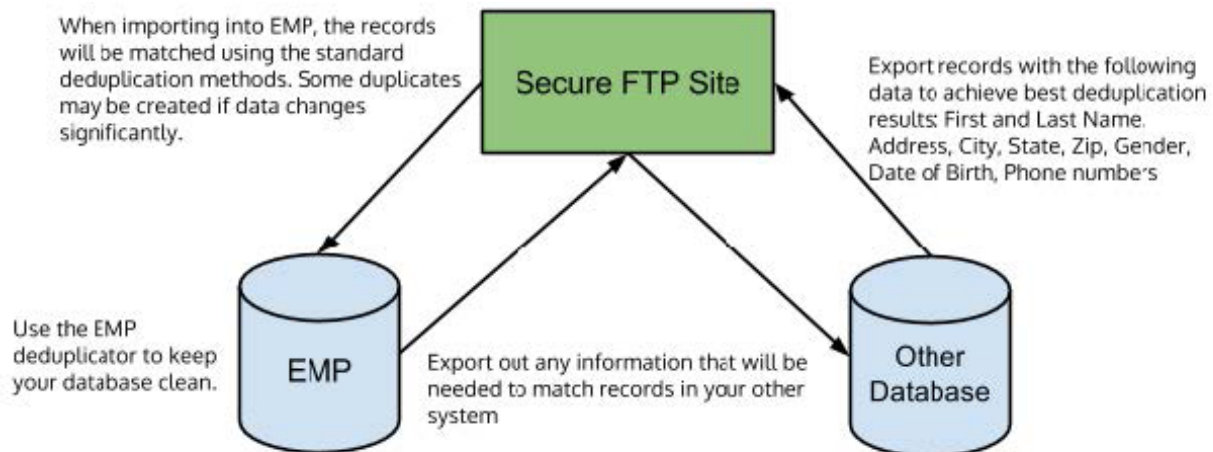 When importing into EMP, the records
will be matched using the standard
deduplication methods. Some duplicates
may be created if data changes
significantly.
Secure FTP Site
Export records with the following
data to achieve best deduplication
results: First and Last Name.
Address, City, State, Zip, Gender,
Date of Birth, Phone numbers
Use the EMP
deduplicator to keep
your database clean.
EMP
Export out any information that will be
needed to match records in your other
system
Other
Database